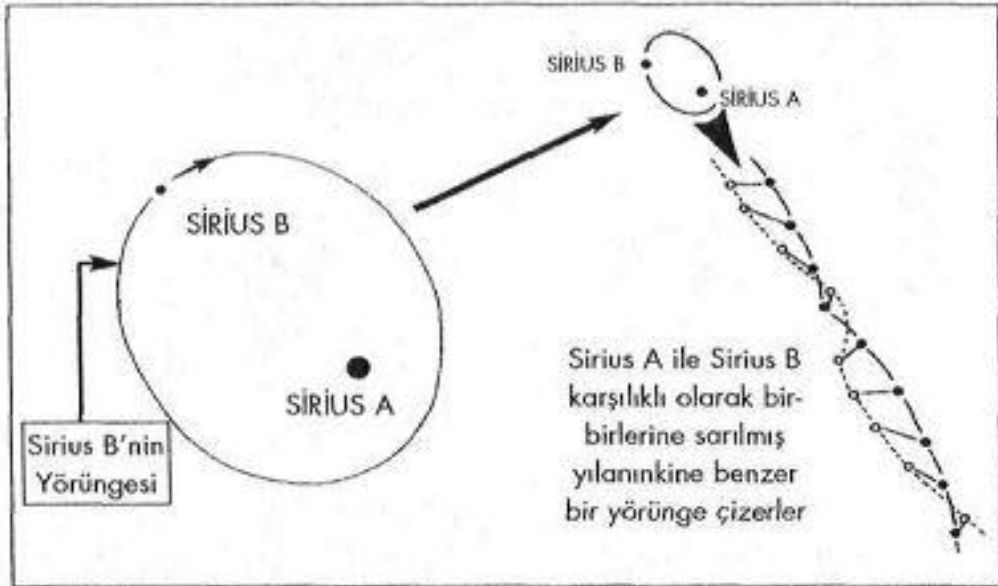 SİRİUS B
SİRİUS A
SİRİUS B
SİRİUS A
Sirius B'nin
Yörüngesi
Sirius A ile Sirius B
karşılıklı olarak bir-
birlerine sarılmış
yılanınkine benzer
bir yörünge çizerler